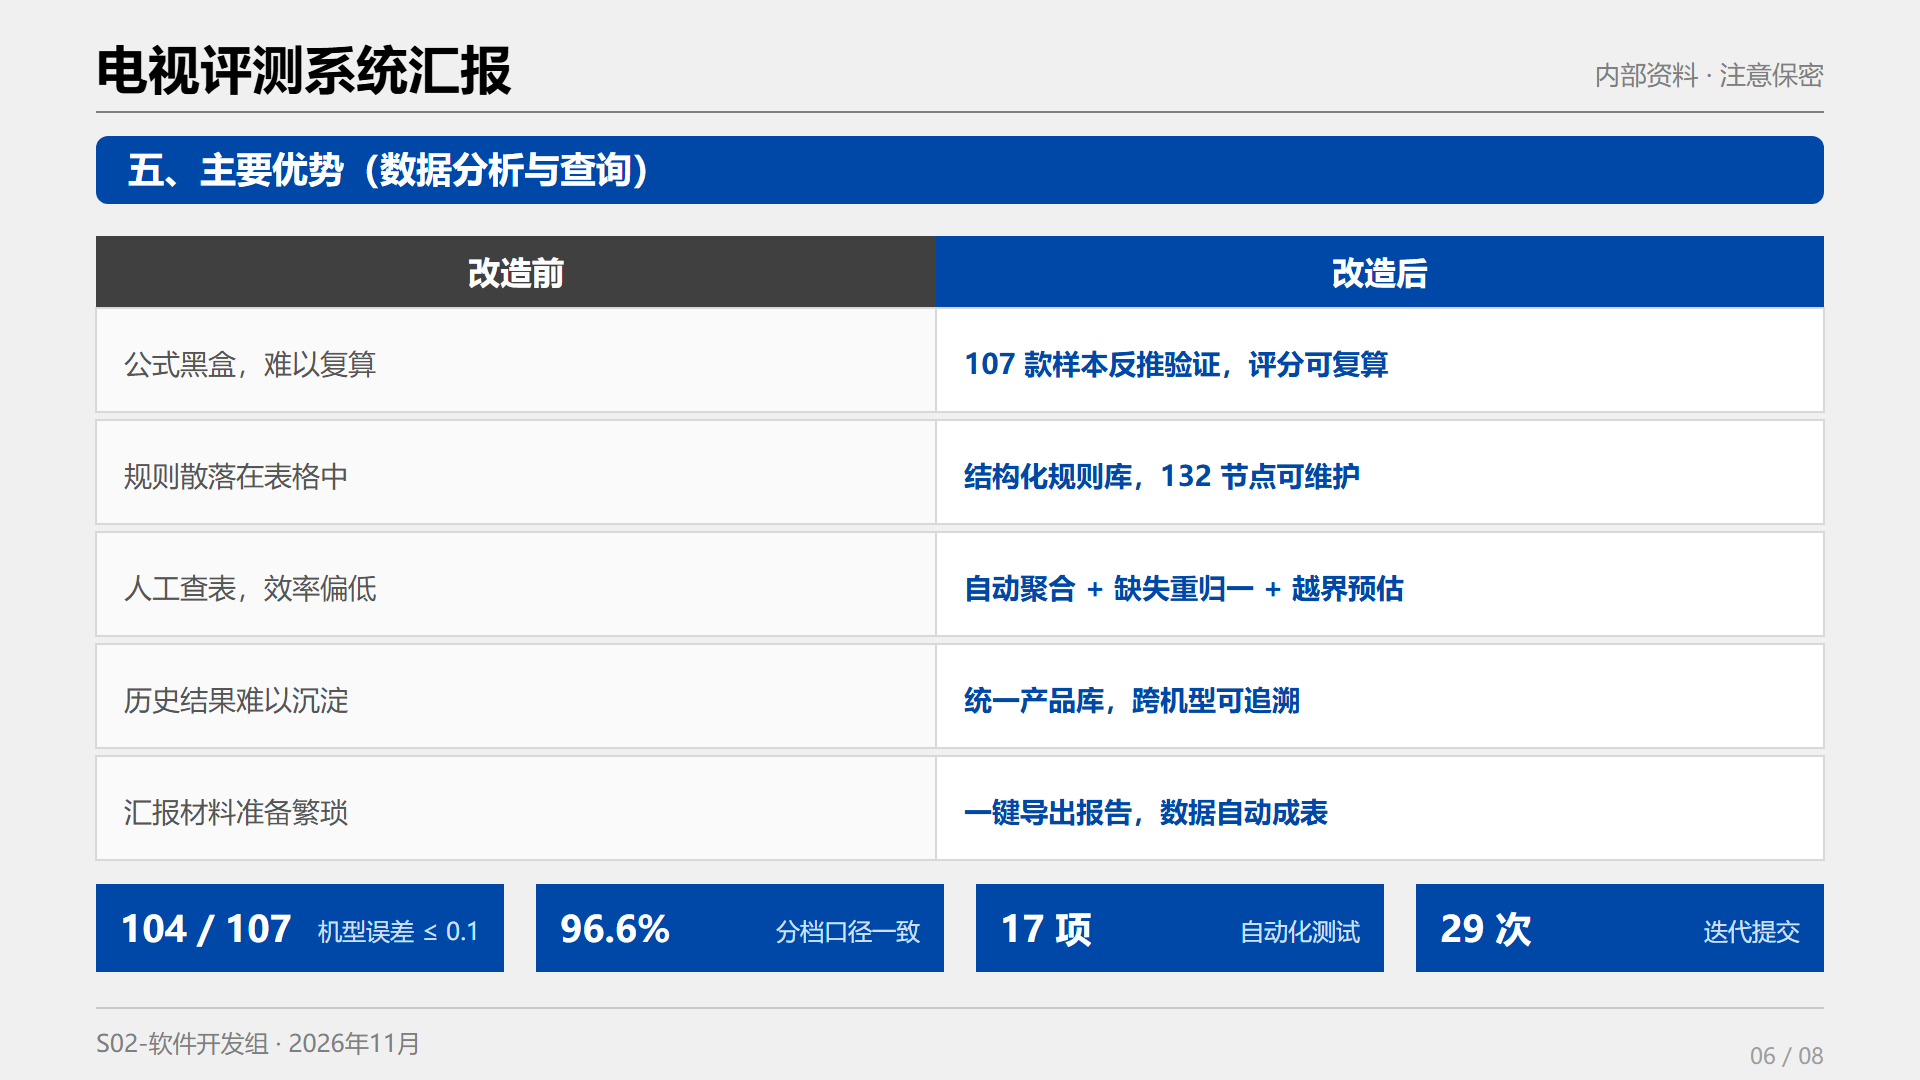 电视评测系统汇报
内部资料 · 注意保密
五、主要优势（数据分析与查询）
改造前
改造后
公式黑盒，难以复算
107 款样本反推验证，评分可复算
规则散落在表格中
结构化规则库，132 节点可维护
人工查表，效率偏低
自动聚合 + 缺失重归一 + 越界预估
历史结果难以沉淀
统一产品库，跨机型可追溯
汇报材料准备繁琐
一键导出报告，数据自动成表
104 / 107 机型误差 ≤ 0.1
96.6% 分档口径一致
17 项 自动化测试
29 次 迭代提交
S02-软件开发组 · 2026年11月
06 / 08